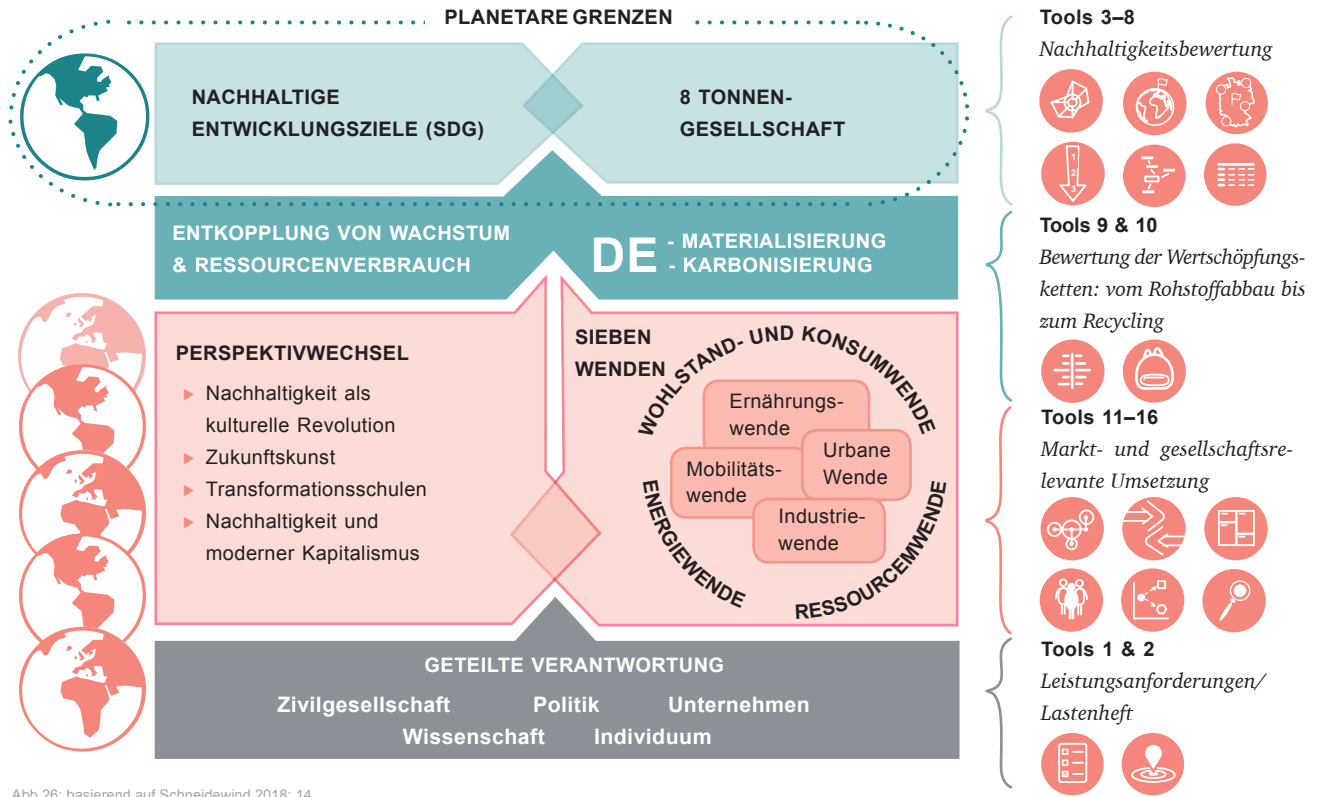 PLANETARE GRENZEN
NACHHALTIGE
ENTWICKLUNGSZIELE (SDG)
8 TONNEN-
GESELLSCHAFT
ENTKOPPLUNG VON WACHSTUM
& RESSOURCENVERBRAUCH
DE
- MATERIALISIERUNG
- KARBONISIERUNG
PERSPEKTIVWECHSEL
Nachhaltigkeit als
kulturelle Revolution
Zukunftskunst
Transformationsschulen
Nachhaltigkeit und
moderner Kapitalismus
SIEBEN
WENDEN
WOHLSTAND- UND KONSUMWENDE
Ernährungs-
wende
Urbane
Wende
Mobilitäts-
wende
Industrie-
wende
ENERGIEWENDE
RESSOURCEMWENDE
GETEILTE VERANTWORTUNG
Zivilgesellschaft Politik Unternehmen
Wissenschaft Individuum
Tools 3–8
Nachhaltigkeitsbewertung
1
2
3
Tools 9 & 10
Bewertung der Wertschöpfungs-
ketten: vom Rohstoffabbau bis
zum Recycling
Tools 11–16
Markt- und gesellschaftsre-
levante Umsetzung
Tools 1 & 2
Leistungsanforderungen/
Lastenheft
Abb 26: basierend auf Schneidewind 2018: 14